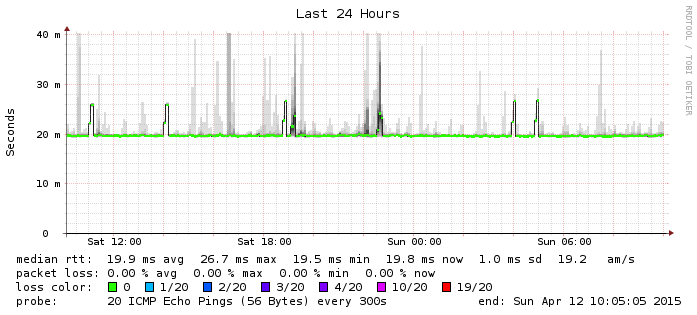 Last 24 Hours
RRDTOOL / TOBI OETIKER
Seconds
40 m
30 m
20 m
10 m
0
Sat 12:00 Sat 18:00 Sun 00:00 Sun 06:00
median rtt: 19.9 ms avg 26.7 ms max 19.5 ms min 19.8 ms now 1.0 ms sd 19.2 am/s
packet loss: 0.00 % avg 0.00 % max 0.00 % min 0.00 % now
loss color: 0 1/20 2/20 3/20 4/20 10/20 19/20
probe: 20 ICMP Echo Pings (56 Bytes) every 300s end: Sun Apr 12 10:05:05 2015